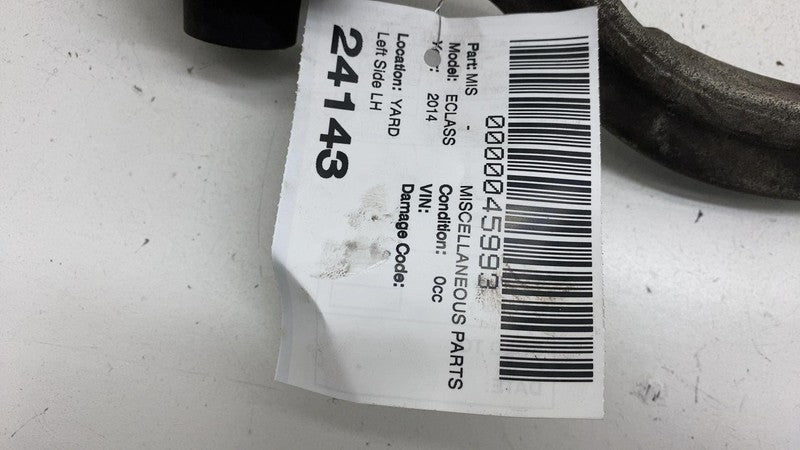 0000045993
Part: MIS - MISCELLANEOUS PARTS
Model: ECLASS Condition: 0cc
2014 VIN:
Damage Code:
Location: YARD
Left Side LH
24143